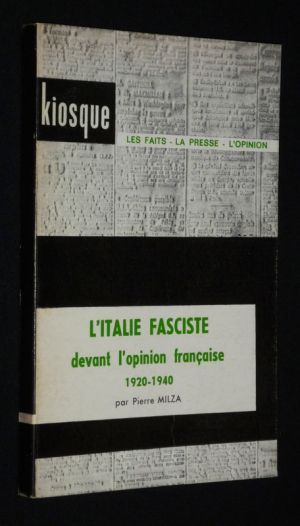 kiosque
LES FAITS - LA PRESSE - L'OPINION
L'ITALIE FASCISTE
devant l'opinion française
1920-1940
par Pierre MILZA